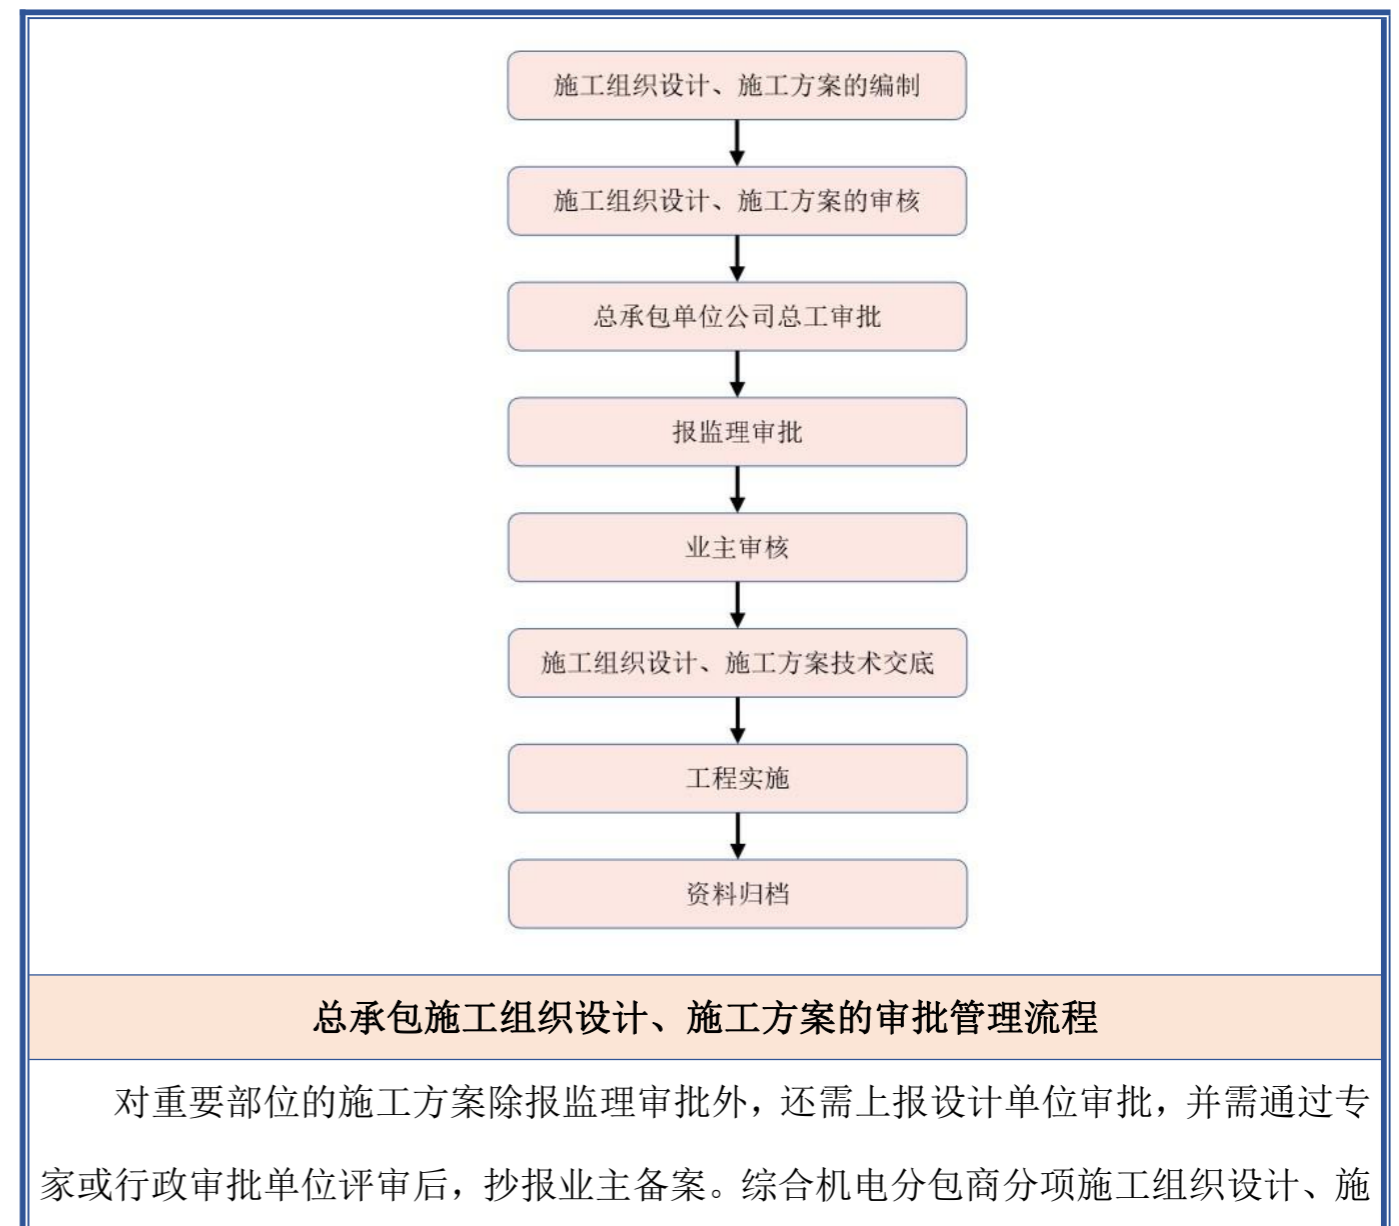 施工组织设计、施工方案的编制
施工组织设计、施工方案的审核
总承包单位公司总工审批
报监理审批
业主审核
施工组织设计、施工方案技术交底
工程实施
资料归档
总承包施工组织设计、施工方案的审批管理流程
对重要部位的施工方案除报监理审批外，还需上报设计单位审批，并需通过专
家或行政审批单位评审后，抄报业主备案。综合机电分包商分项施工组织设计、施